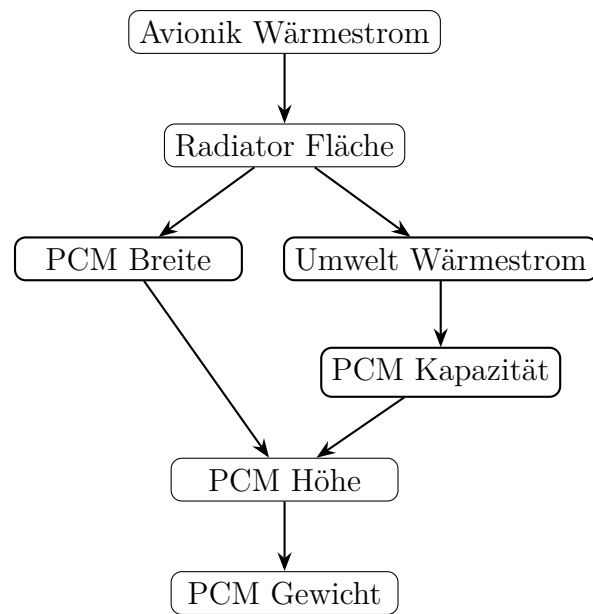 Avionik Wärmestrom
Radiator Fläche
PCM Breite
Umwelt Wärmestrom
PCM Kapazität
PCM Höhe
PCM Gewicht